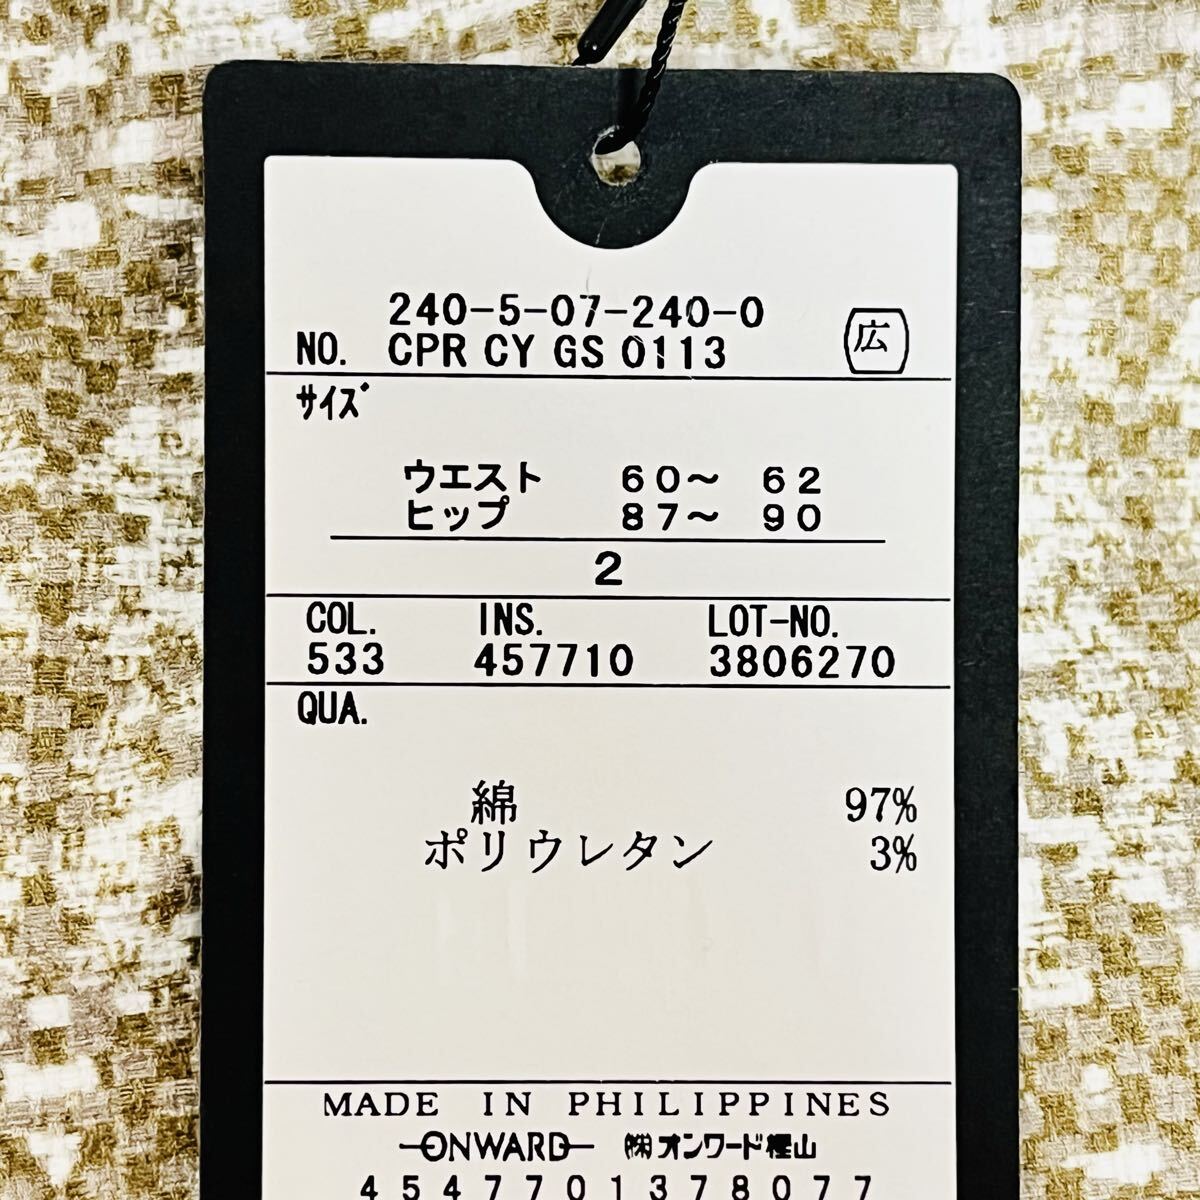 240-5-07-240-0
NO. CPR CY GS 0113 広
サイズ
ウエスト 60～ 62
ヒップ 87～ 90
2
COL. INS. LOT-NO.
533 457710 3806270
QUA.
綿 97%
ポリウレタン 3%
MADE IN PHILIPPINES
ONWARD ㈱オンワード樫山
4547701378077